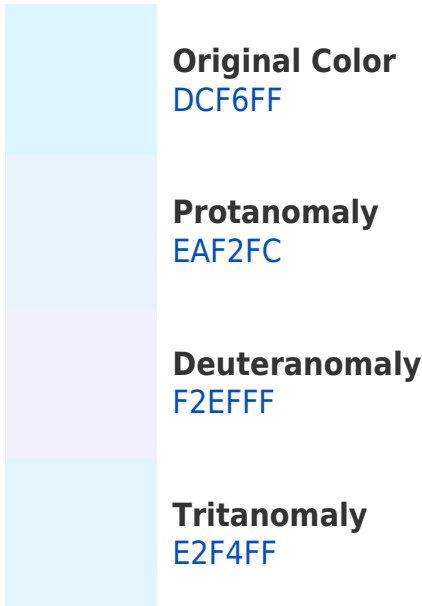 Original Color
DCF6FF
Protanomaly
EAF2FC
Deuteranomaly
F2EFFF
Tritanomaly
E2F4FF